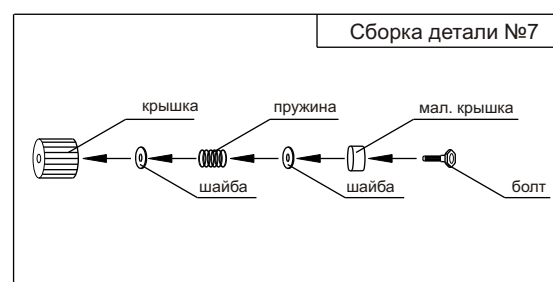 Сборка детали №7
крышка
пружина
мал. крышка
шайба
шайба
болт